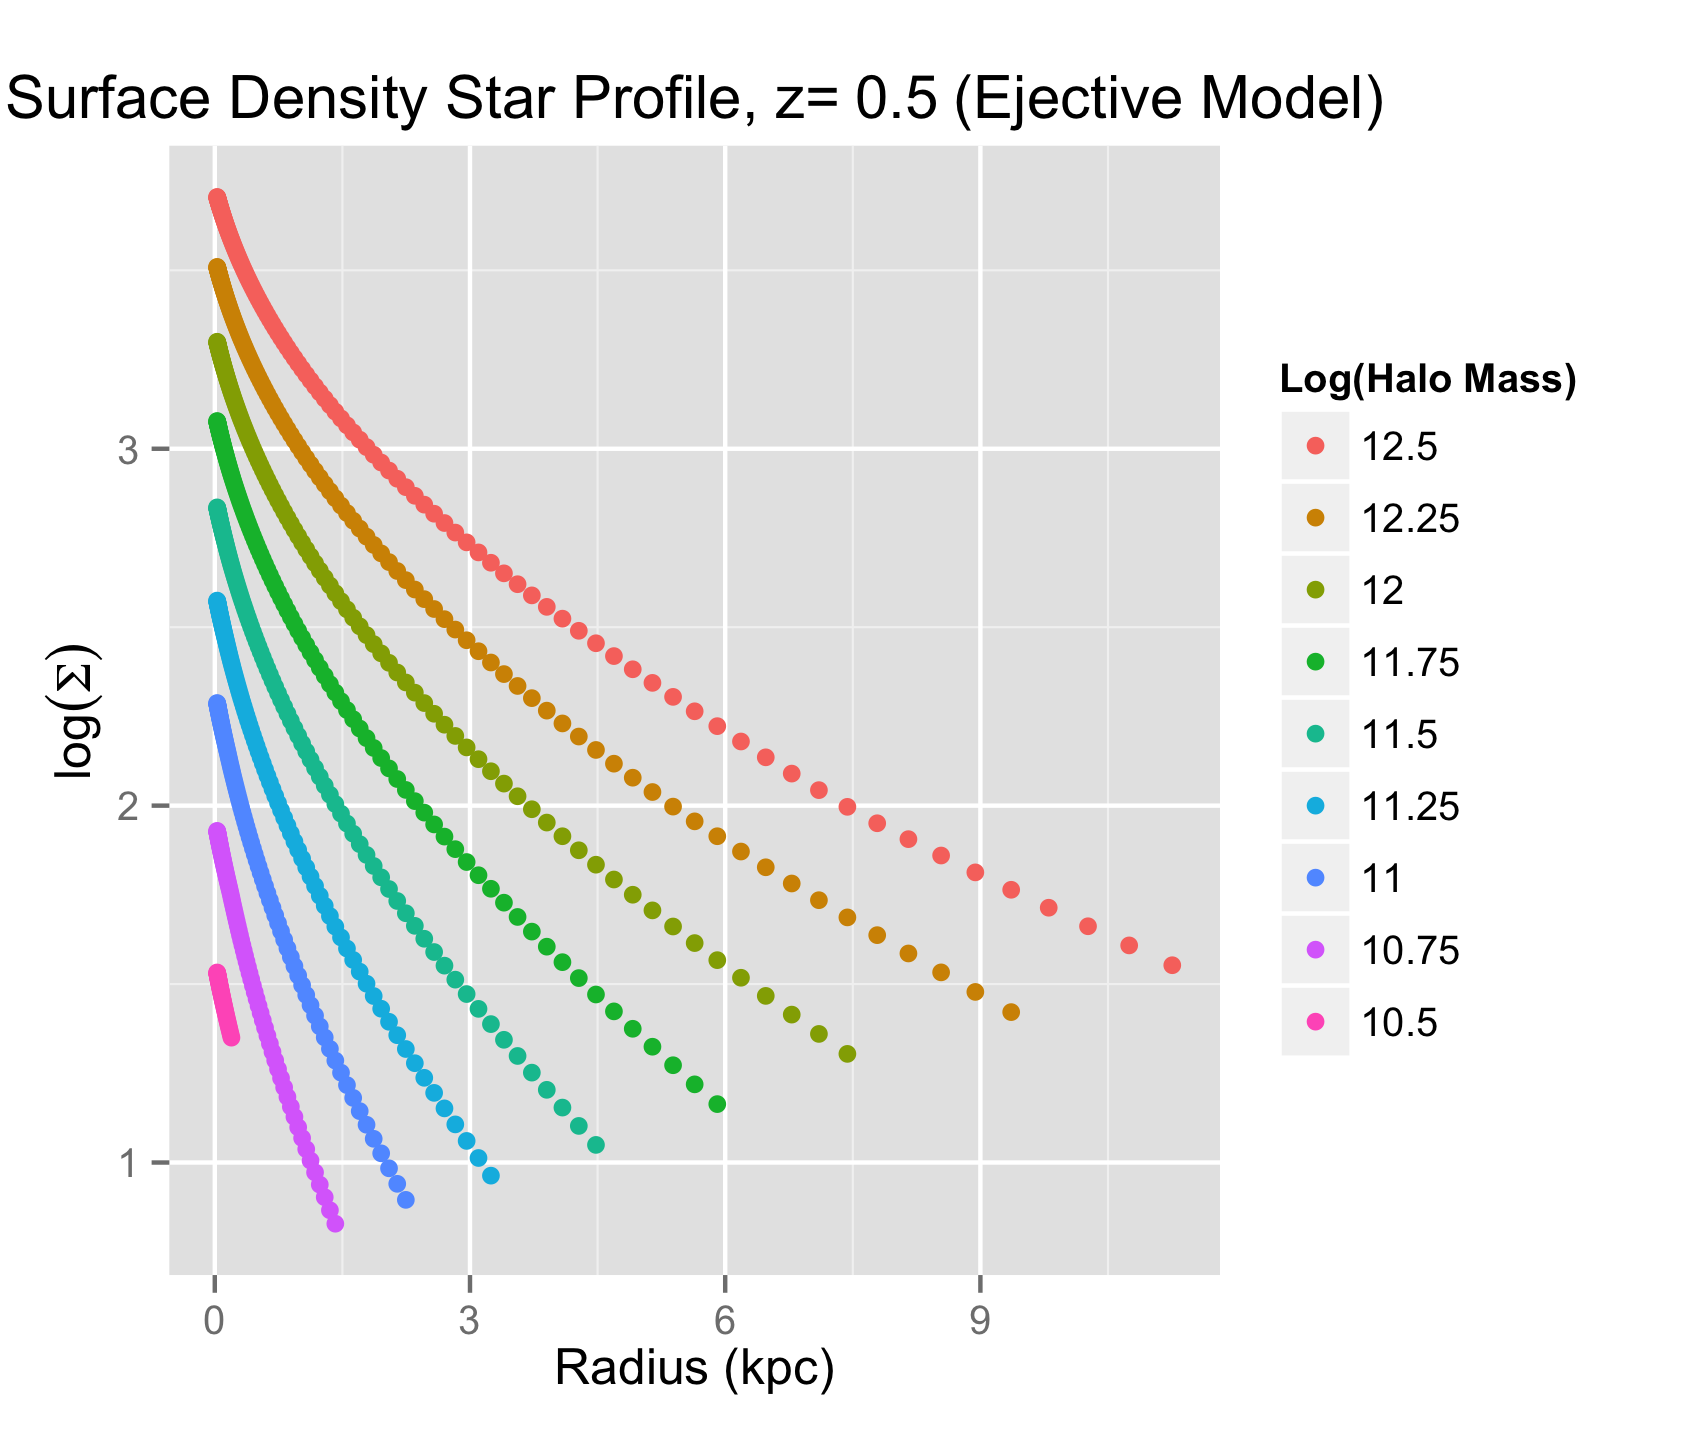 Surface Density Star Profile, z= 0.5 (Ejective Model)
log(Σ)
3
2
1
0 3 6 9
Radius (kpc)
Log(Halo Mass)
12.5
12.25
12
11.75
11.5
11.25
11
10.75
10.5